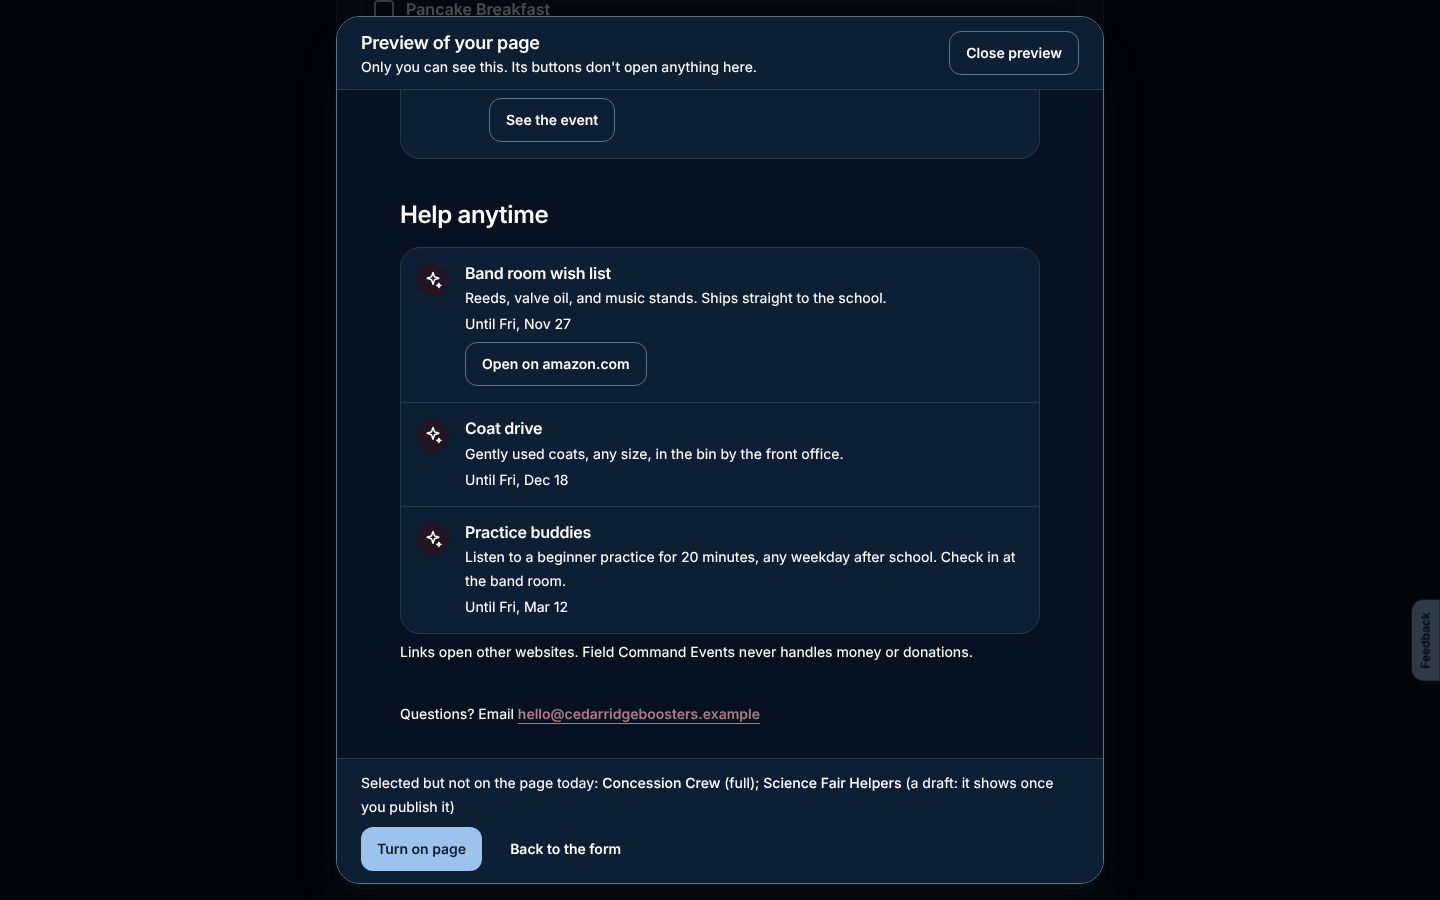 Pancake Breakfast
Preview of your page
Only you can see this. Its buttons don't open anything here.
Close preview
See the event
Help anytime
Band room wish list
Reeds, valve oil, and music stands. Ships straight to the school.
Until Fri, Nov 27
Open on amazon.com
Coat drive
Gently used coats, any size, in the bin by the front office.
Until Fri, Dec 18
Practice buddies
Listen to a beginner practice for 20 minutes, any weekday after school. Check in at
the band room.
Until Fri, Mar 12
Links open other websites. Field Command Events never handles money or donations.
Questions? Email hello@cedarridgeboosters.example
Selected but not on the page today: Concession Crew (full); Science Fair Helpers (a draft: it shows once
you publish it)
Turn on page
Back to the form
Feedback